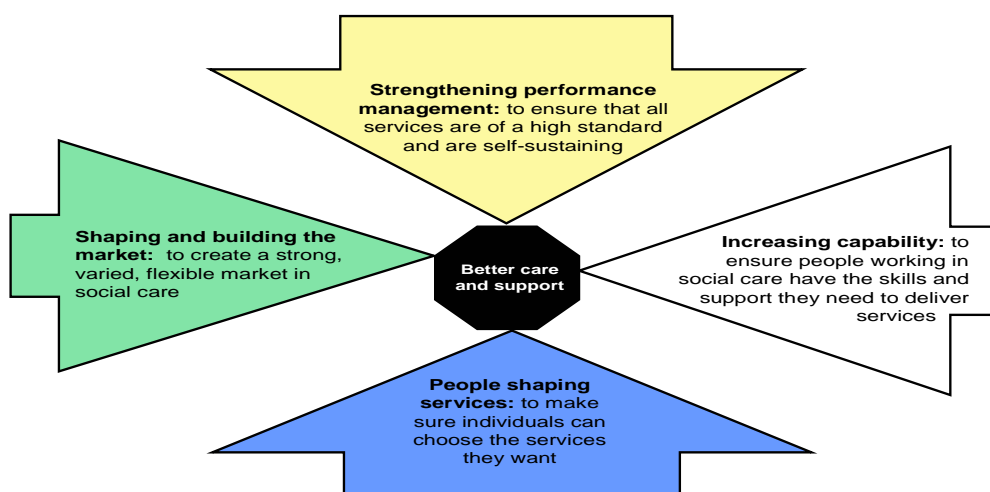 Strengthening performance
management: to ensure that all
services are of a high standard
and are self-sustaining
Shaping and building the
market:  to create a strong,
varied, flexible market in
social care
Better care
and support
Increasing capability: to
ensure people working in
social care have the skills and
support they need to deliver
services
People shaping
services: to make
sure individuals can
choose the services
they want